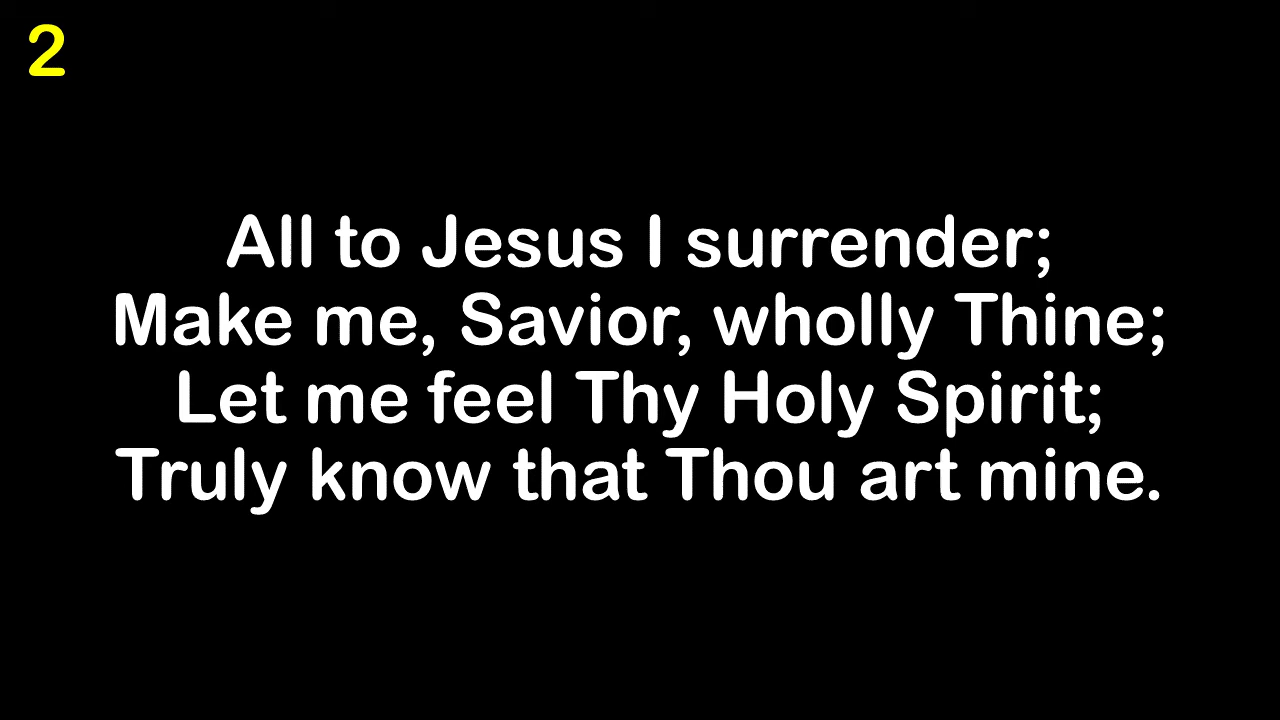 2
All to Jesus I surrender;
Make me, Savior, wholly Thine;
Let me feel Thy Holy Spirit;
Truly know that Thou art mine.